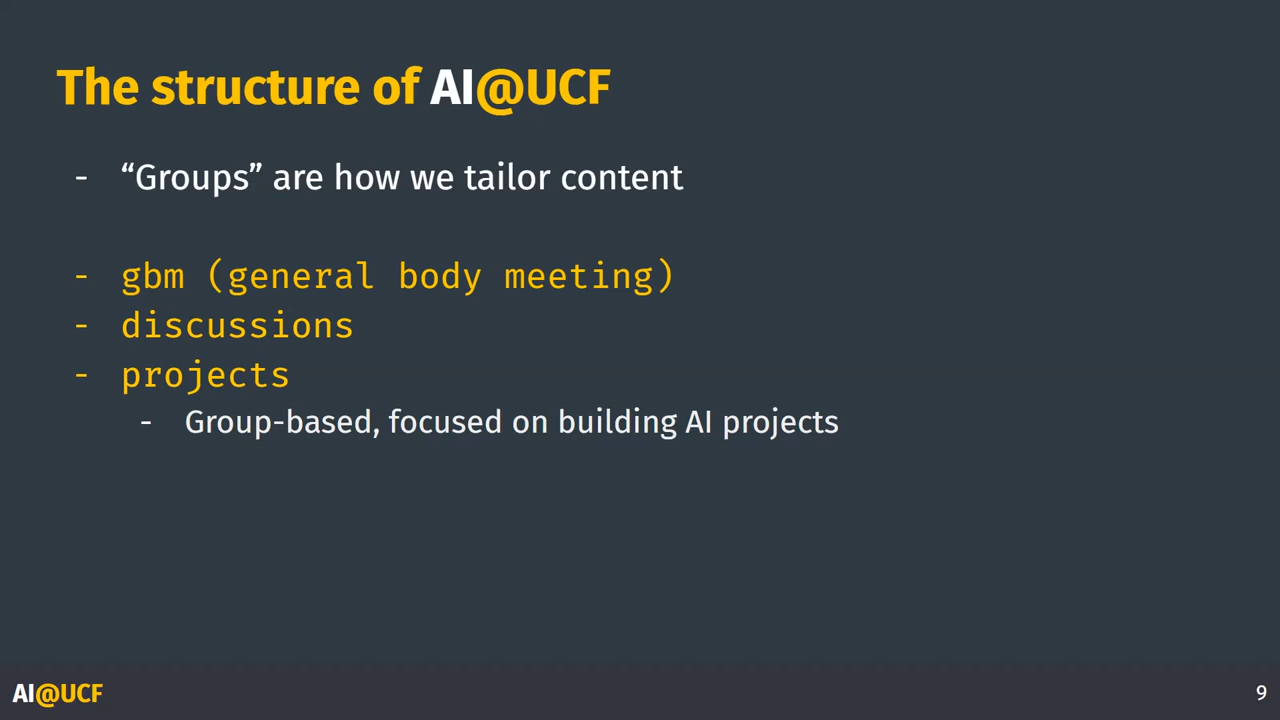 The structure of AI@UCF
- “Groups” are how we tailor content
- gbm (general body meeting)
- discussions
- projects
- Group-based, focused on building AI projects
AI@UCF
9